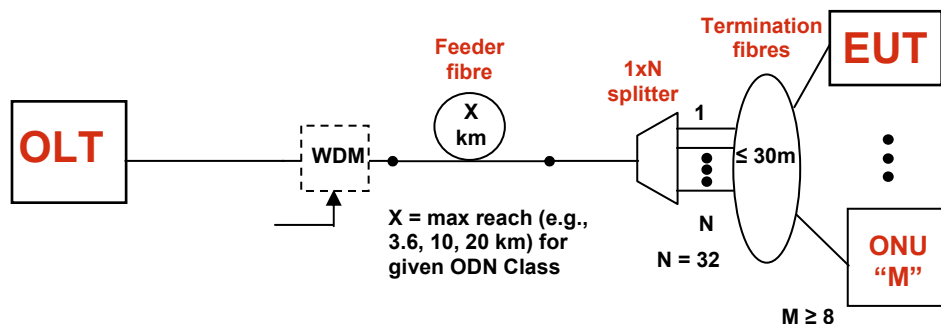 OLT
WDM
Feeder
fibre
X
km
X = max reach (e.g.,
3.6, 10, 20 km) for
given ODN Class
1xN
splitter
1
N
N = 32
Termination
fibres
≤ 30m
EUT
ONU
“M”
M ≥ 8